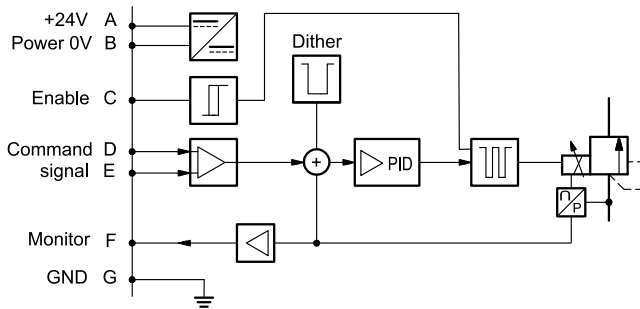 +24V A
Power 0V B
Dither
Enable C
Command D
signal E
+
PID
P
Monitor F
GND G